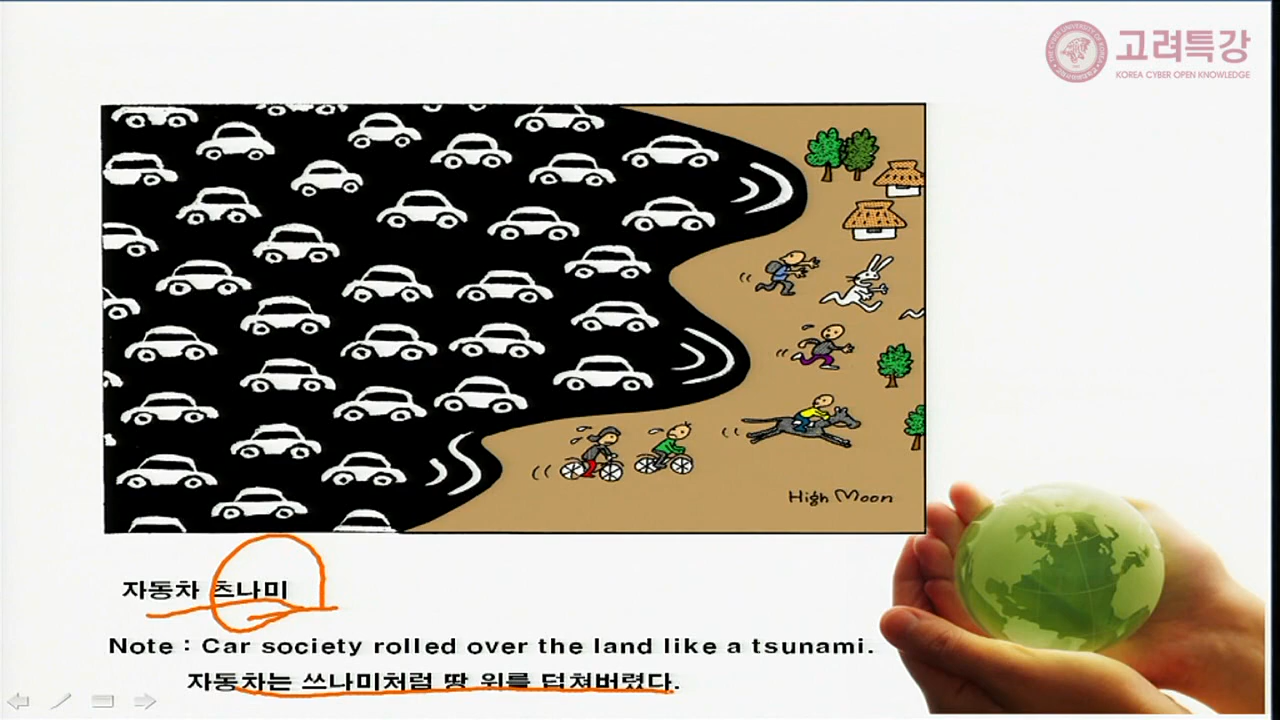 고려특강
KOREA CYBER OPEN KNOWLEDGE
High Moon
자동차 츠나미
Note : Car society rolled over the land like a tsunami.
자동차는 쓰나미처럼 땅 위를 덮쳐버렸다.